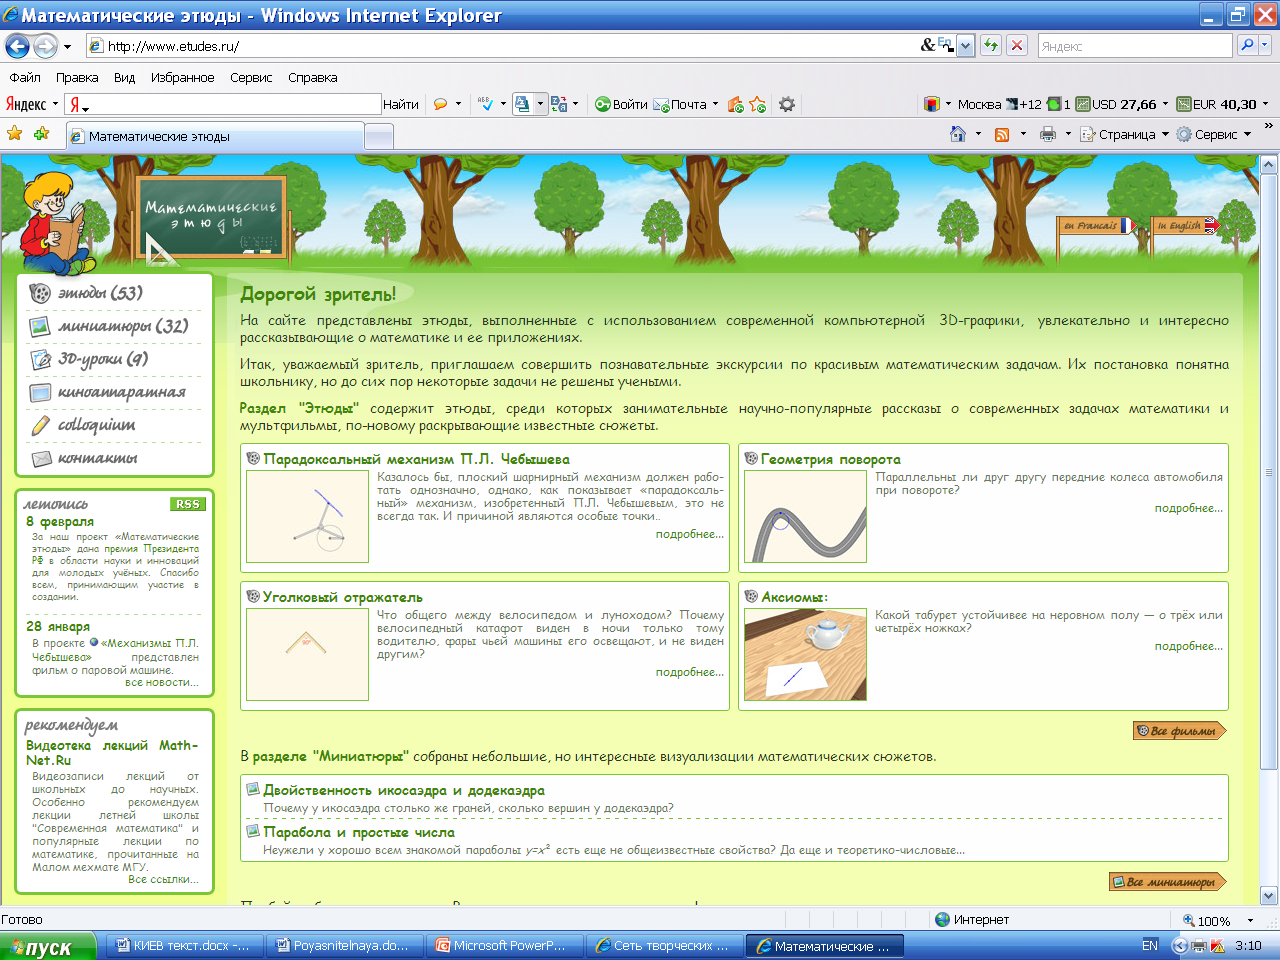 Математические этюды - Windows Internet Explorer
http://www.etudes.ru/
Яндекс
Файл Правка Вид Избранное Сервис Справка
Яндекс Я Найти Войти Почта Москва +12 1 USD 27,66 EUR 40,30
Математические этюды
Страница Сервис
Математические
этюды
en Francais
In English
этюды (53)
миниатюры (32)
3D-уроки (9)
киноаппаратная
colloquium
контакты
летопись RSS
8 февраля
За наш проект «Математические
этюды» дана премия Президента
РФ в области науки и инноваций
для молодых учёных. Спасибо
всем, принимающим участие в
создании.
28 января
В проекте «Механизмы П.Л.
Чебышева» представлен
фильм о паровой машине.
все новости...
рекомендуем
Видеотека лекций Math-
Net.Ru
Видеозаписи лекций от
школьных до научных.
Особенно рекомендуем
лекции летней школы
"Современная математика" и
популярные лекции по
математике, прочитанные на
Малом мехмате МГУ.
Все ссылки...
Дорогой зритель!
На сайте представлены этюды, выполненные с использованием современной компьютерной 3D-графики, увлекательно и интересно
рассказывающие о математике и ее приложениях.
Итак, уважаемый зритель, приглашаем совершить познавательные экскурсии по красивым математическим задачам. Их постановка понятна
школьнику, но до сих пор некоторые задачи не решены учеными.
Раздел "Этюды" содержит этюды, среди которых занимательные научно-популярные рассказы о современных задачах математики и
мультфильмы, по-новому раскрывающие известные сюжеты.
Парадоксальный механизм П.Л. Чебышева
Казалось бы, плоский шарнирный механизм должен рабо-
тать однозначно, однако, как показывает «парадоксаль-
ный» механизм, изобретенный П.Л. Чебышевым, это не
всегда так. И причиной являются особые точки..
подробнее...
Геометрия поворота
Параллельны ли друг другу передние колеса автомобиля
при повороте?
подробнее...
Уголковый отражатель
Что общего между велосипедом и луноходом? Почему
велосипедный катафот виден в ночи только тому
водителю, фары чьей машины его освещают, и не виден
другим?
подробнее...
Аксиомы:
Какой табурет устойчивее на неровном полу — о трёх или
четырёх ножках?
подробнее...
Все фильмы
В разделе "Миниатюры" собраны небольшие, но интересные визуализации математических сюжетов.
Двойственность икосаэдра и додекаэдра
Почему у икосаэдра столько же граней, сколько вершин у додекаэдра?
Парабола и простые числа
Неужели у хорошо всем знакомой параболы y=x² есть еще не общеизвестные свойства? Да еще и теоретико-числовые...
Все миниатюры
Готово Интернет 100%
пуск КИЕВ текст.docx -... Poyasnitelnaya.do... Microsoft PowerP... Сеть творческих ... Математические ... EN 3:10